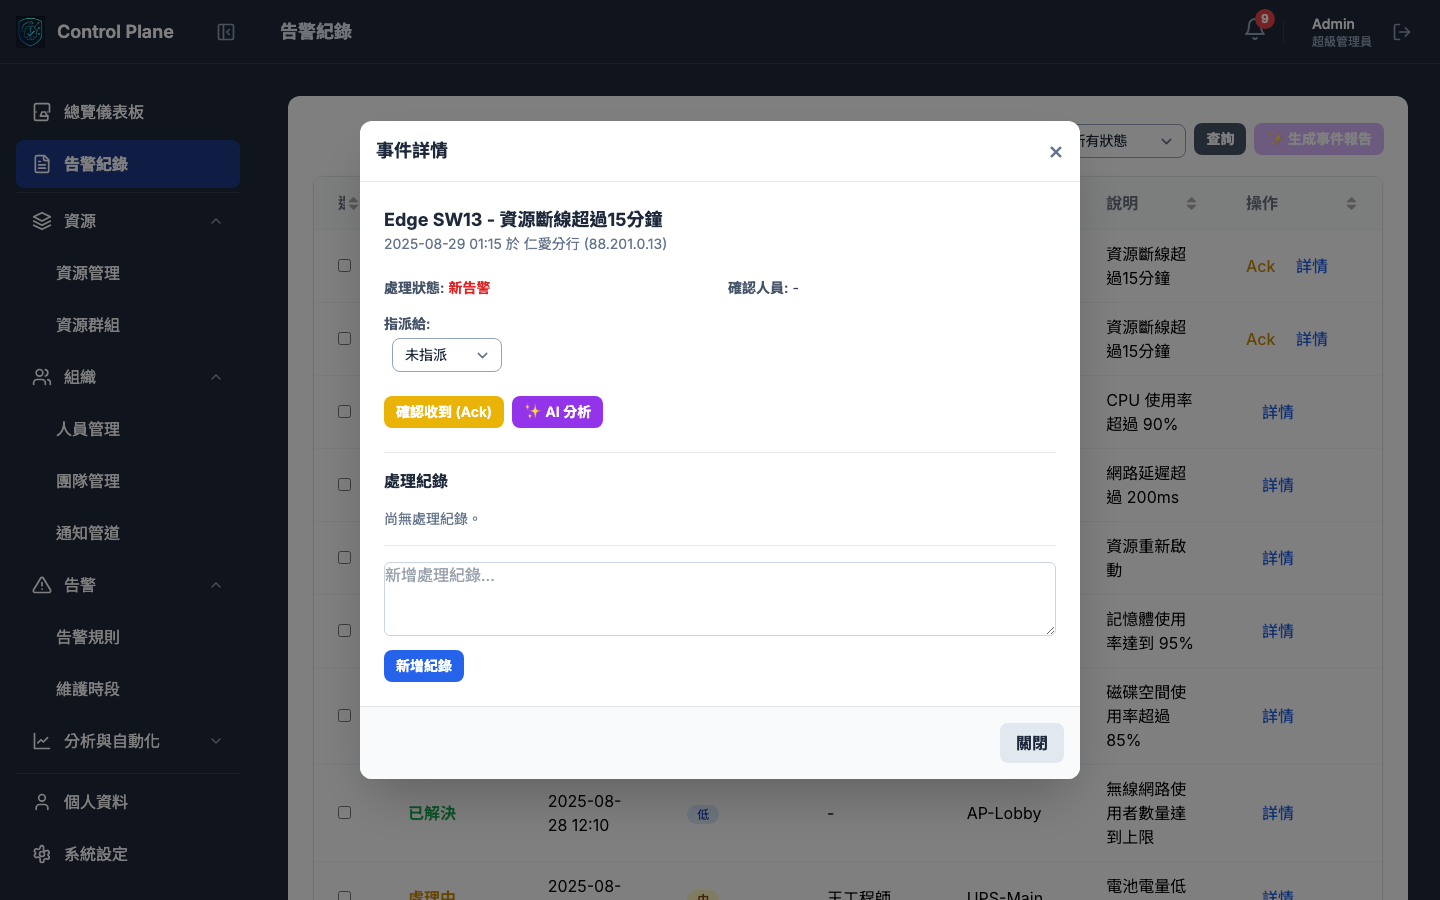 Control Plane
告警紀錄
9
Admin
超級管理員
總覽儀表板
告警紀錄
資源
資源管理
資源群組
組織
人員管理
團隊管理
通知管道
告警
告警規則
維護時段
分析與自動化
個人資料
系統設定
所有狀態
查詢
✨ 生成事件報告
說明
操作
資源斷線超
過15分鐘
Ack
詳情
資源斷線超
過15分鐘
Ack
詳情
CPU 使用率
超過 90%
詳情
網路延遲超
過 200ms
詳情
資源重新啟
動
詳情
記憶體使用
率達到 95%
詳情
磁碟空間使
用率超過
85%
詳情
已解決
2025-08-
28 12:10
低
-
AP-Lobby
無線網路使
用者數量達
到上限
詳情
處理中
2025-08-
中
王工程師
UPS-Main
電池電量低
詳情
事件詳情
Edge SW13 - 資源斷線超過15分鐘
2025-08-29 01:15 於 仁愛分行 (88.201.0.13)
處理狀態: 新告警
確認人員: -
指派給:
未指派
確認收到 (Ack)
✨ AI 分析
處理紀錄
尚無處理紀錄。
新增處理紀錄...
新增紀錄
關閉